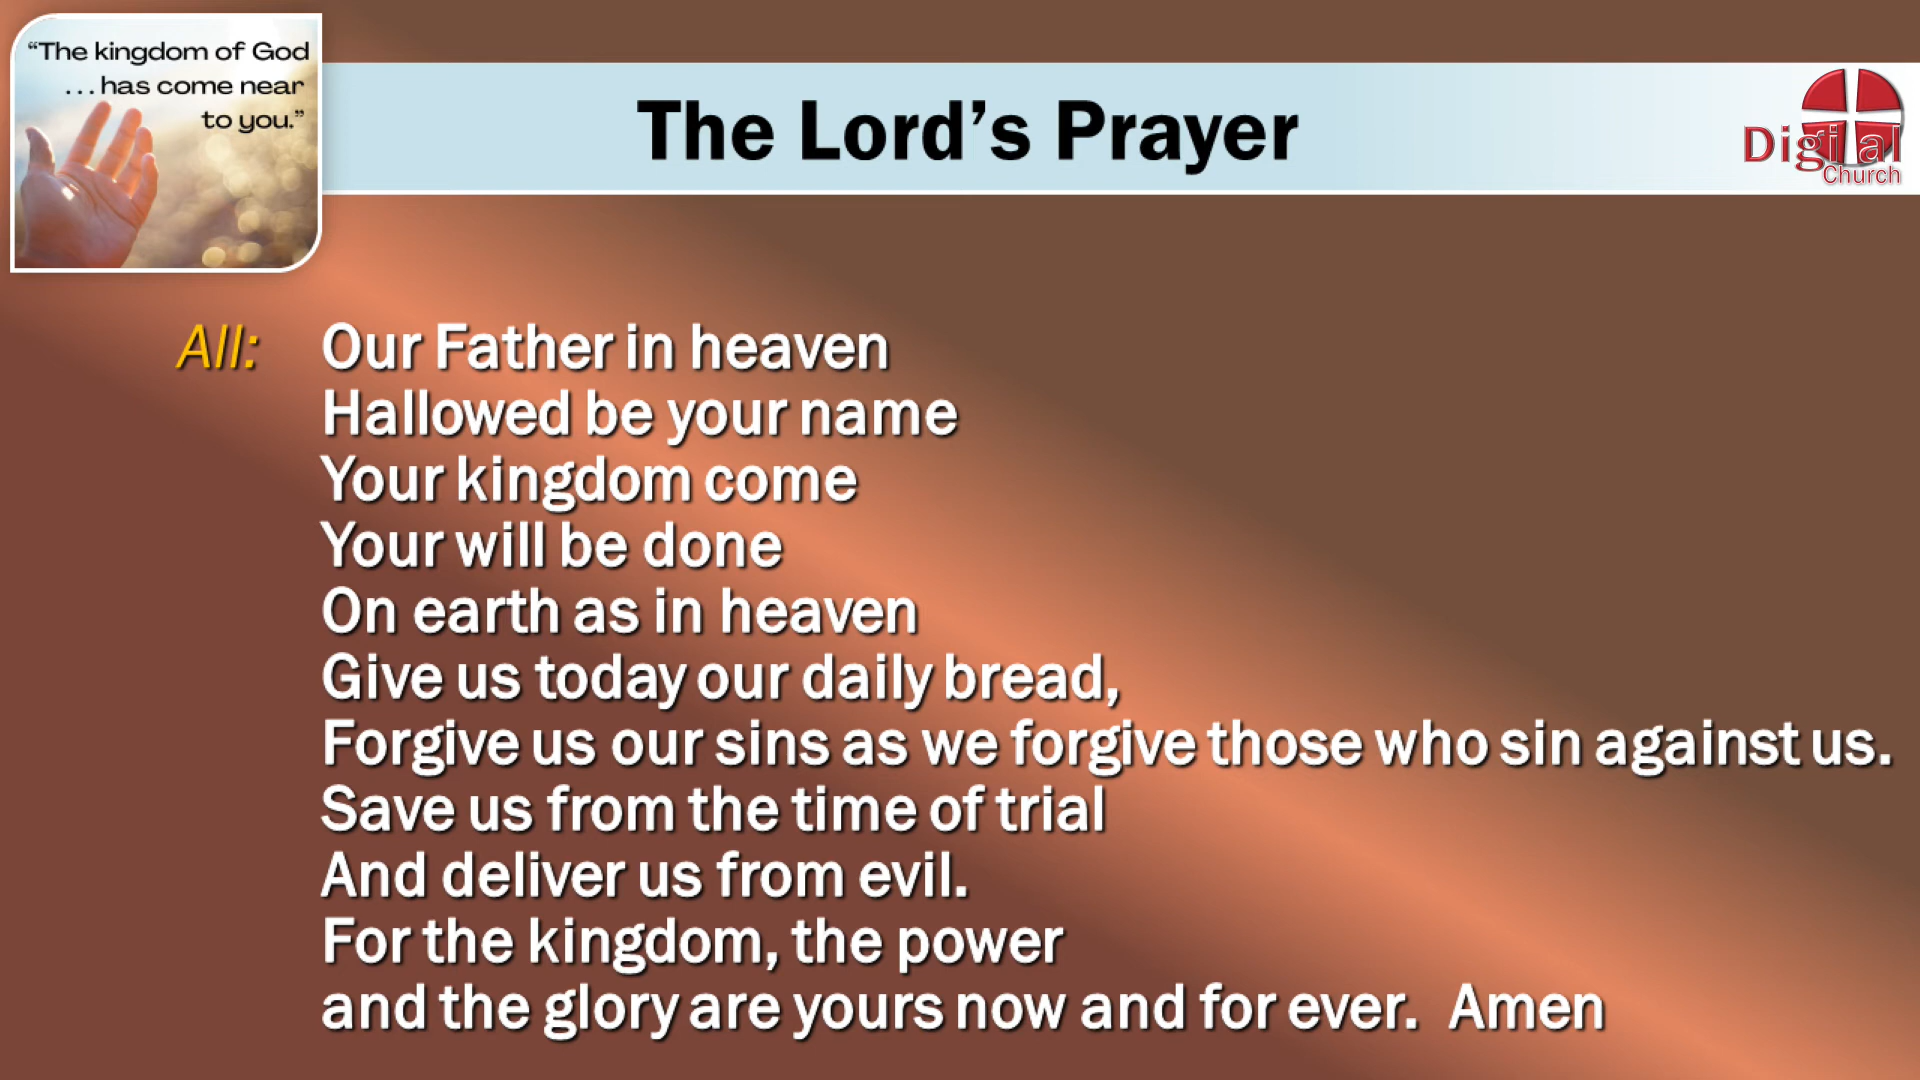 “The kingdom of God
...has come near
to you.”
The Lord’s Prayer
Digital
Church
All: Our Father in heaven
Hallowed be your name
Your kingdom come
Your will be done
On earth as in heaven
Give us today our daily bread,
Forgive us our sins as we forgive those who sin against us.
Save us from the time of trial
And deliver us from evil.
For the kingdom, the power
and the glory are yours now and for ever. Amen